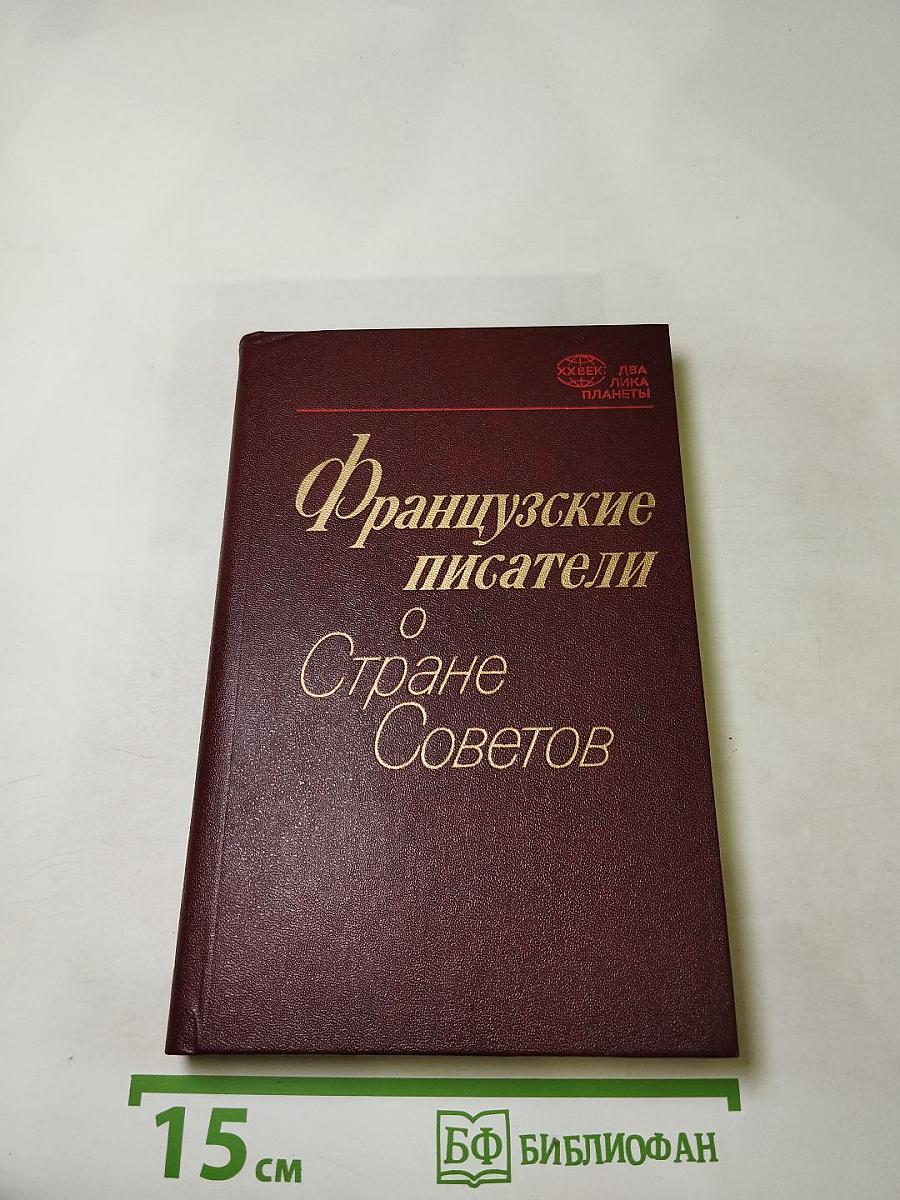 XX ВЕК: ДВА
ЛИКА
ПЛАНЕТЫ
Французские
писатели
о
Стране
Советов
15 см
БФ БИБЛИОФАН